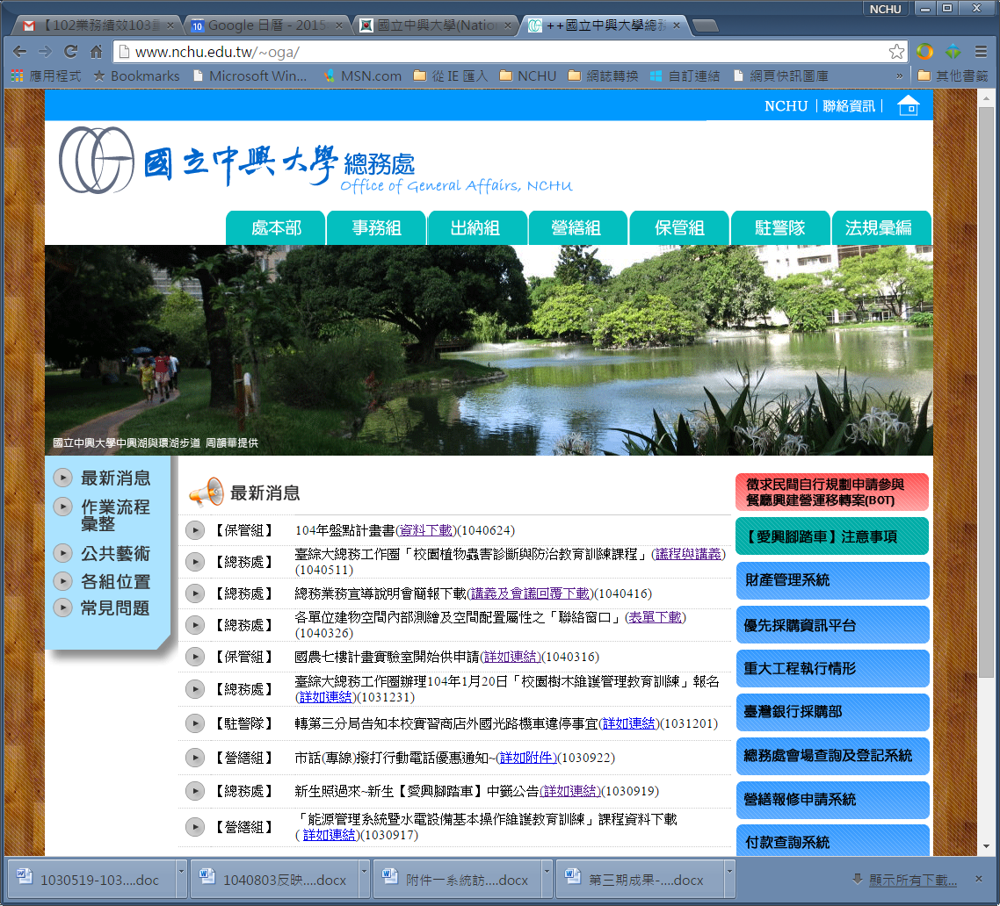 NCHU
【102業務績效103重
Google 日曆 - 2015
國立中興大學(Nation
++國立中興大學總務
www.nchu.edu.tw/~oga/
應用程式 Bookmarks Microsoft Win... MSN.com 從 IE 匯入 NCHU 網誌轉換 自訂連結 網頁快訊圖庫 » 其他書籤
NCHU | 聯絡資訊 |
國立中興大學 總務處
Office of General Affairs, NCHU
處本部 事務組 出納組 營繕組 保管組 駐警隊 法規彙編
國立中興大學中興湖與環湖步道 周韻華提供
最新消息
作業流程
彙整
公共藝術
各組位置
常見問題
最新消息
【保管組】 104年盤點計畫書(資料下載)(1040624)
【總務處】 臺綜大總務工作圈「校園植物蟲害診斷與防治教育訓練課程」(議程與講義)
(1040511)
【總務處】 總務業務宣導說明會簡報下載(講義及會議回覆下載)(1040416)
【總務處】 各單位建物空間內部測繪及空間配置屬性之「聯絡窗口」(表單下載)
(1040326)
【保管組】 國農七樓計畫實驗室開始供申請(詳如連結)(1040316)
【總務處】 臺綜大總務工作圈辦理104年1月20日「校園樹木維護管理教育訓練」報名
(詳如連結)(1031231)
【駐警隊】 轉第三分局告知本校實習商店外國光路機車違停事宜(詳如連結)(1031201)
【營繕組】 市話(專線)撥打行動電話優惠通知~(詳如附件)(1030922)
【總務處】 新生照過來~新生【愛興腳踏車】中籤公告(詳如連結)(1030919)
【營繕組】 「能源管理系統暨水電設備基本操作維護教育訓練」課程資料下載
( 詳如連結)(1030917)
徵求民間自行規劃申請參與
餐廳興建營運移轉案(BOT)
【愛興腳踏車】注意事項
財產管理系統
優先採購資訊平台
重大工程執行情形
臺灣銀行採購部
總務處會場查詢及登記系統
營繕報修申請系統
付款查詢系統
1030519-103....doc
1040803反映....docx
附件一系統訪....docx
第三期成果-....docx
顯示所有下載...